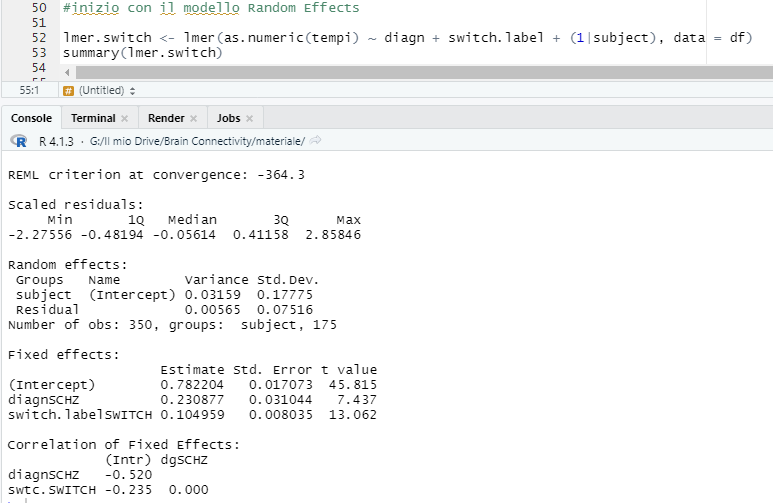 50 #inizio con il modello Random Effects
51
52 lmer.switch <- lmer(as.numeric(tempi) ~ diagn + switch.label + (1|subject), data = df)
53 summary(lmer.switch)
54
55:1 # (Untitled)
Console Terminal × Render × Jobs ×
R R 4.1.3 · G:/Il mio Drive/Brain Connectivity/materiale/
REML criterion at convergence: -364.3
Scaled residuals:
Min 1Q Median 3Q Max
-2.27556 -0.48194 -0.05614 0.41158 2.85846
Random effects:
Groups Name Variance Std.Dev.
subject (Intercept) 0.03159 0.17775
Residual 0.00565 0.07516
Number of obs: 350, groups: subject, 175
Fixed effects:
Estimate Std. Error t value
(Intercept) 0.782204 0.017073 45.815
diagnSCHZ 0.230877 0.031044 7.437
switch.labelSWITCH 0.104959 0.008035 13.062
Correlation of Fixed Effects:
(Intr) dgSCHZ
diagnSCHZ -0.520
swtc.SWITCH -0.235 0.000